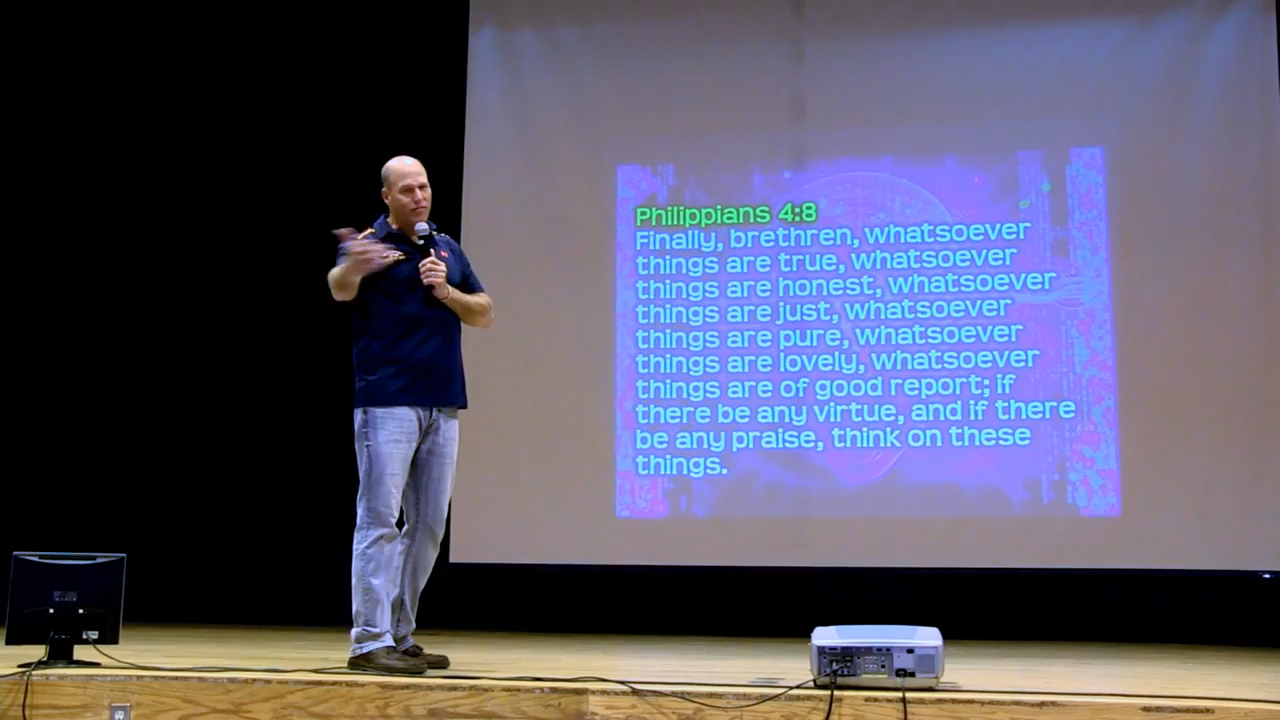 Philippians 4:8
Finally, brethren, whatsoever
things are true, whatsoever
things are honest, whatsoever
things are just, whatsoever
things are pure, whatsoever
things are lovely, whatsoever
things are of good report; if
there be any virtue, and if there
be any praise, think on these
things.